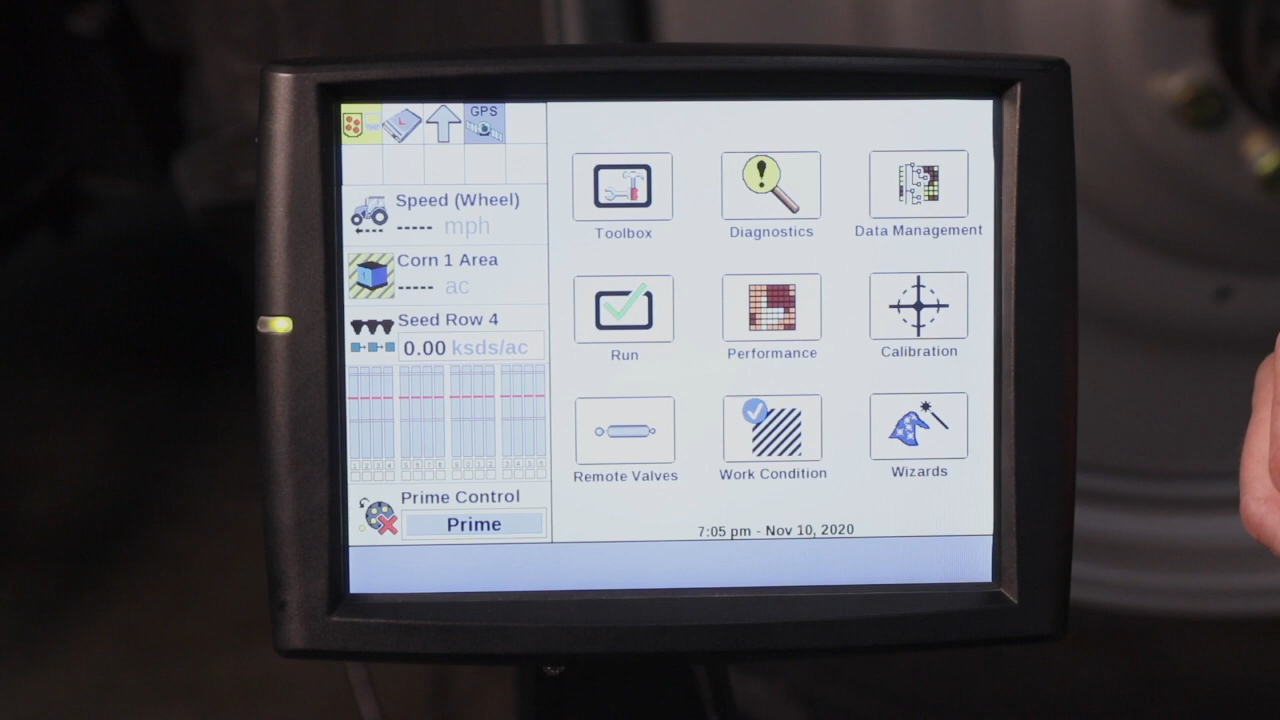 GPS
Speed (Wheel)
----- mph
Corn 1 Area
----- ac
Seed Row 4
0.00 ksds/ac
Prime Control
Prime
Toolbox
Diagnostics
Data Management
Run
Performance
Calibration
Remote Valves
Work Condition
Wizards
7:05 pm - Nov 10, 2020